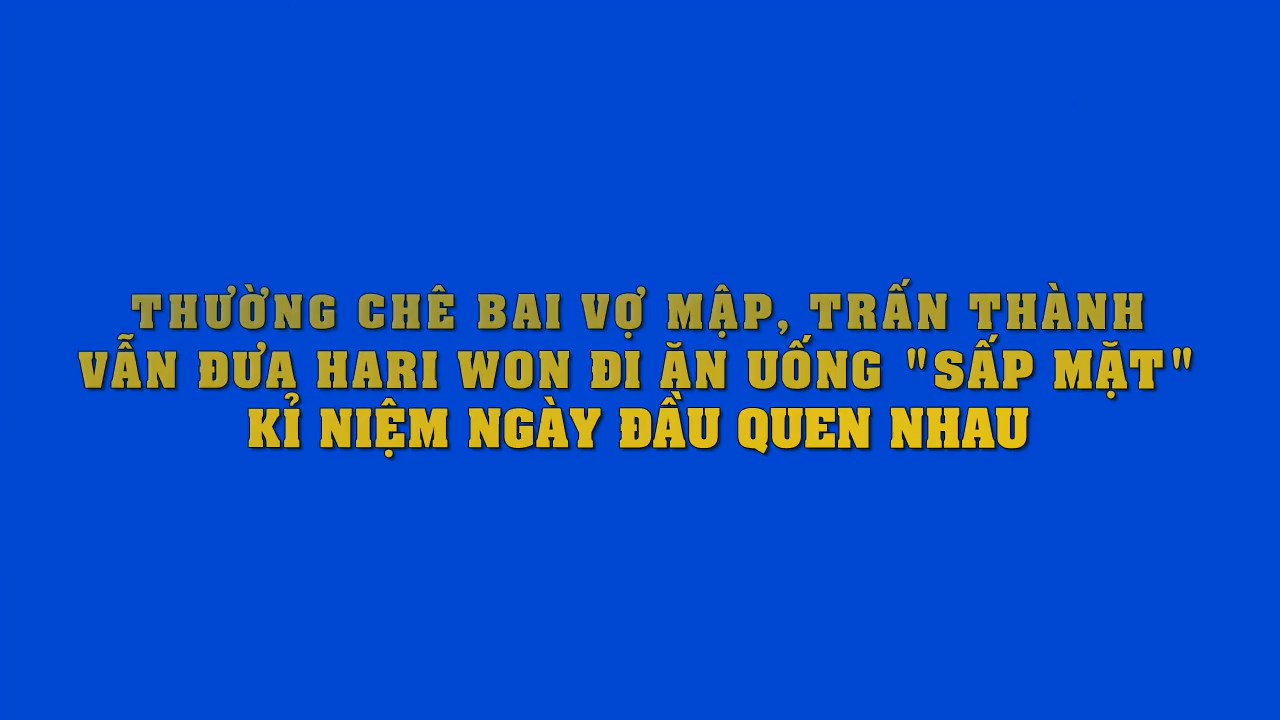 THƯỜNG CHÊ BAI VỢ MẬP, TRẤN THÀNH
VẪN ĐƯA HARI WON ĐI ĂN UỐNG "SẤP MẶT"
KỈ NIỆM NGÀY ĐẦU QUEN NHAU